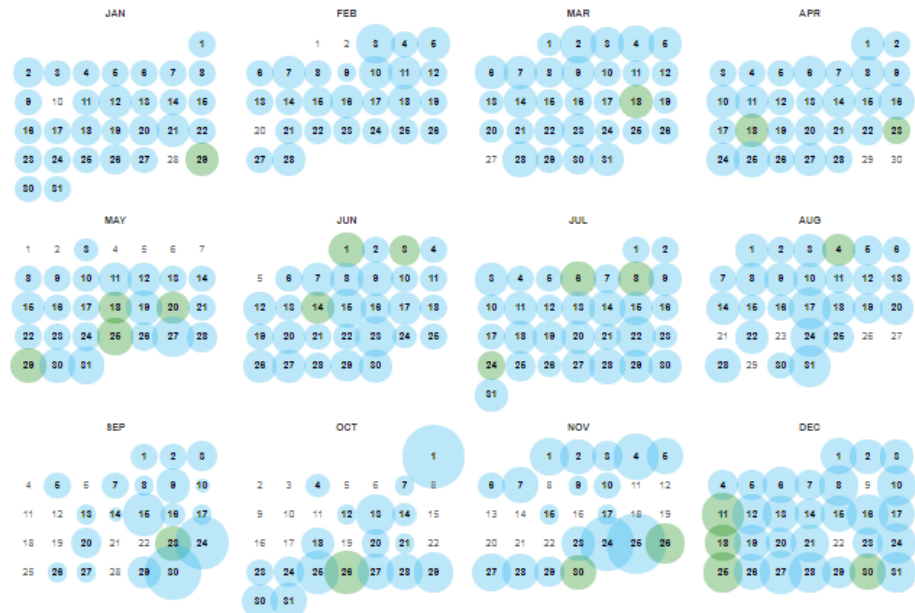 JAN FEB MAR APR
1 1 2 3 4 5 1 2 3 4 5 1 2
2 3 4 5 6 7 8 6 7 8 9 10 11 12 6 7 8 9 10 11 12 3 4 5 6 7 8 9
9 10 11 12 13 14 15 13 14 15 16 17 18 19 13 14 15 16 17 18 19 10 11 12 13 14 15 16
16 17 18 19 20 21 22 20 21 22 23 24 25 26 20 21 22 23 24 25 26 17 18 19 20 21 22 23
23 24 25 26 27 28 29 27 28 27 28 29 30 31 24 25 26 27 28 29 30
30 31
MAY JUN JUL AUG
1 2 3 4 5 6 7 1 2 3 4 1 2 1 2 3 4 5 6
8 9 10 11 12 13 14 5 6 7 8 9 10 11 3 4 5 6 7 8 9 7 8 9 10 11 12 13
15 16 17 18 19 20 21 12 13 14 15 16 17 18 10 11 12 13 14 15 16 14 15 16 17 18 19 20
22 23 24 25 26 27 28 19 20 21 22 23 24 25 17 18 19 20 21 22 23 21 22 23 24 25 26 27
29 30 31 26 27 28 29 30 24 25 26 27 28 29 30 28 29 30 31
31
SEP OCT NOV DEC
1 2 3 1 1 2 3 4 5 1 2 3
4 5 6 7 8 9 10 2 3 4 5 6 7 8 6 7 8 9 10 11 12 4 5 6 7 8 9 10
11 12 13 14 15 16 17 9 10 11 12 13 14 15 13 14 15 16 17 18 19 11 12 13 14 15 16 17
18 19 20 21 22 23 24 16 17 18 19 20 21 22 20 21 22 23 24 25 26 18 19 20 21 22 23 24
25 26 27 28 29 30 23 24 25 26 27 28 29 27 28 29 30 25 26 27 28 29 30 31
30 31